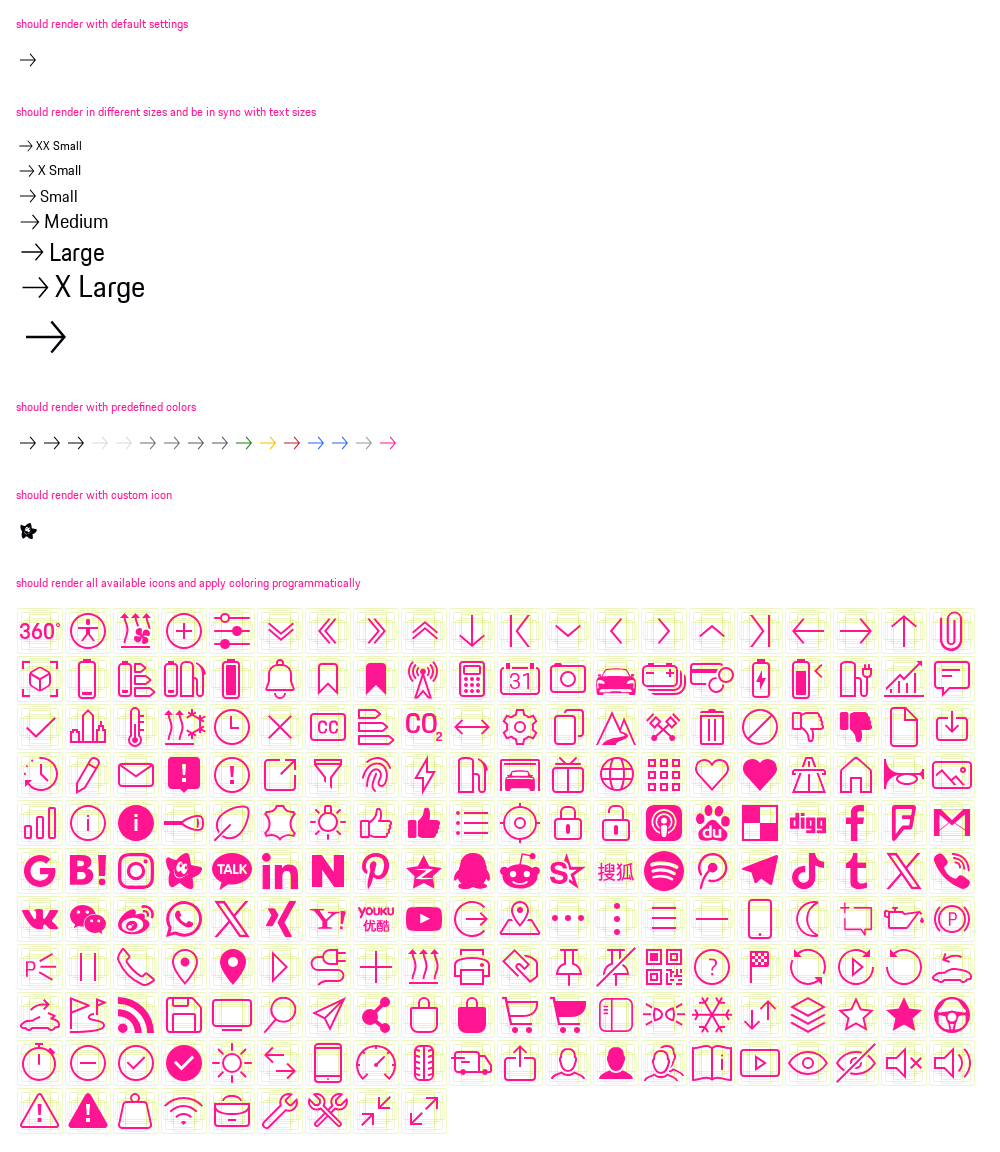 should render with default settings
should render in different sizes and be in sync with text sizes
XX Small
X Small
Small
Medium
Large
X Large
should render with predefined colors
should render with custom icon
should render all available icons and apply coloring programmatically
360°
31
CC
CO2
du
digg
G B! TALK in N S 搜狐
YOUKU
优酷
P
P
?
i